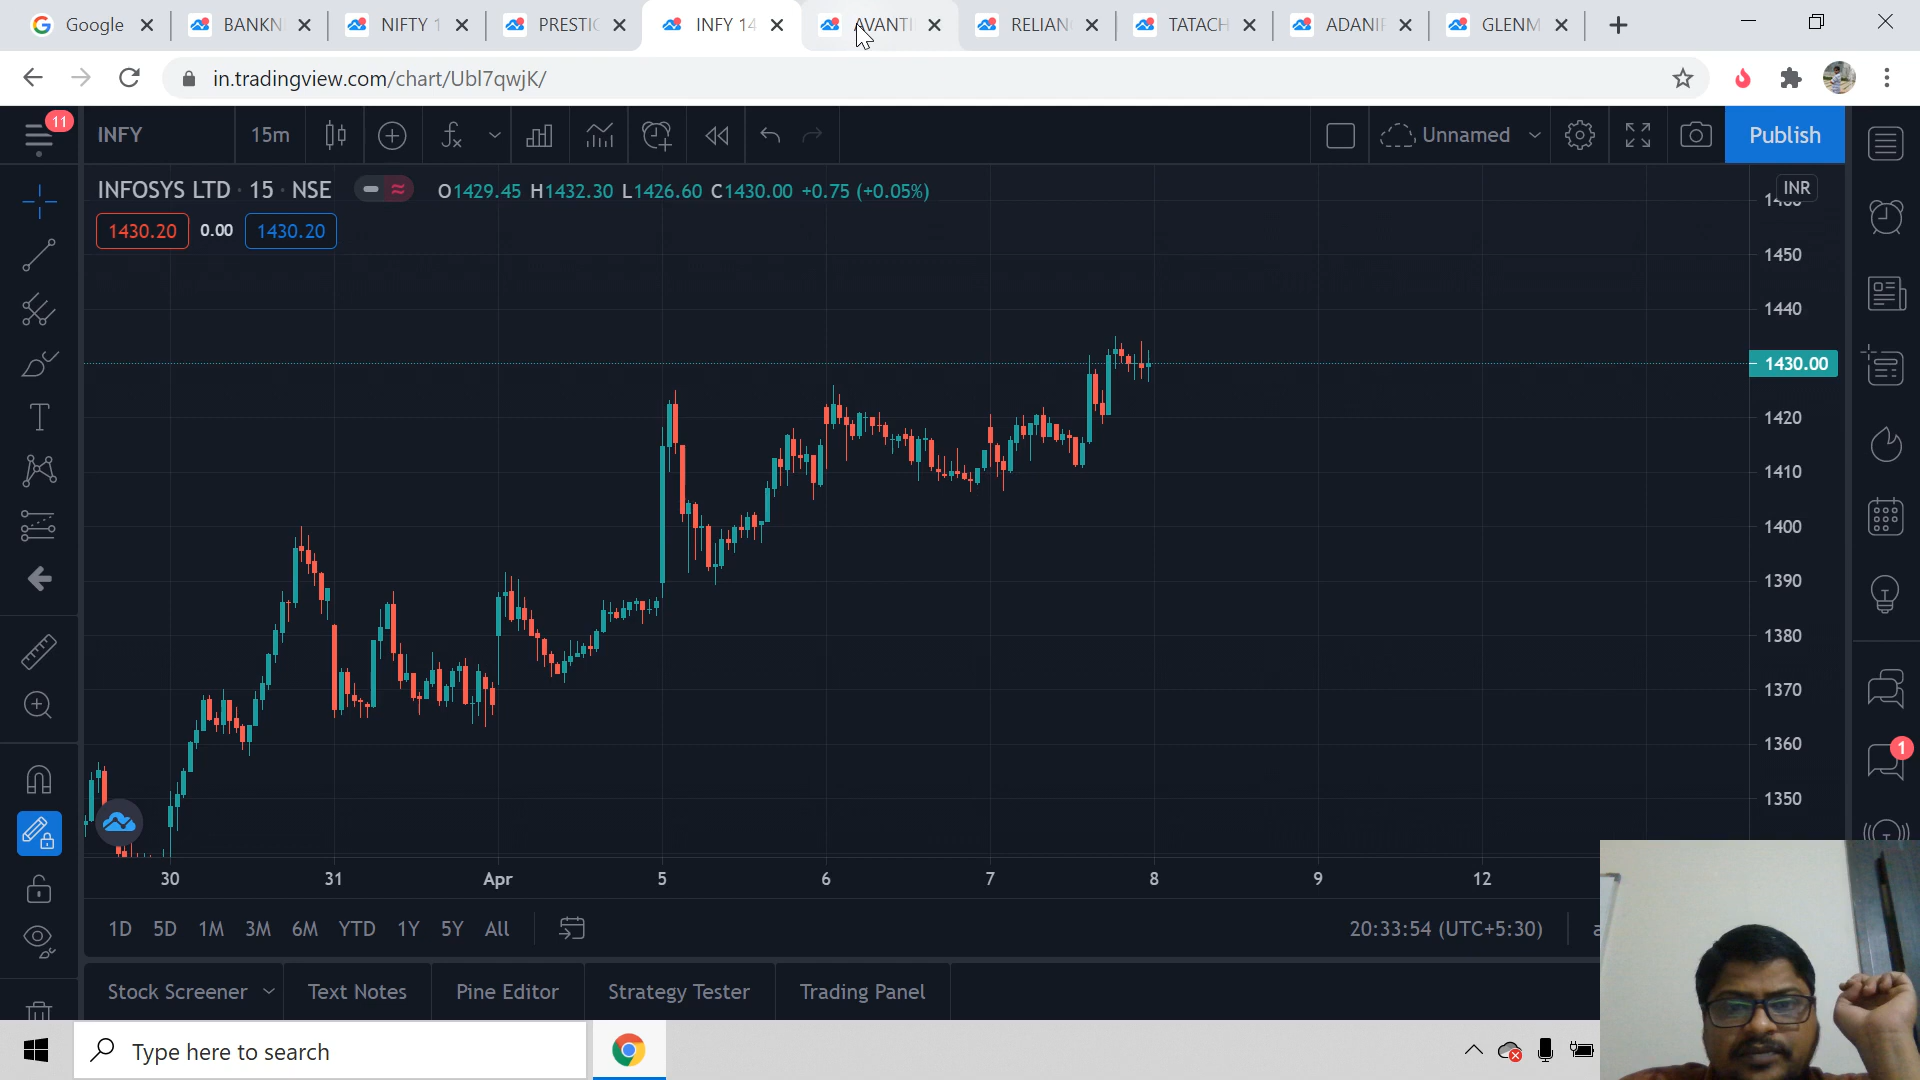 Google BANKN NIFTY 1 PRESTIG INFY 14 AVANTI RELIAN TATACH ADANIF GLENM
in.tradingview.com/chart/Ubl7qwjK/
11 INFY 15m Unnamed Publish
INFOSYS LTD · 15 · NSE O1429.45 H1432.30 L1426.60 C1430.00 +0.75 (+0.05%) INR
1430.20 0.00 1430.20
1450
1440
1430.00
1420
1410
1400
1390
1380
1370
1360
1350
1
30 31 Apr 5 6 7 8 9 12
1D 5D 1M 3M 6M YTD 1Y 5Y All 20:33:54 (UTC+5:30)
Stock Screener Text Notes Pine Editor Strategy Tester Trading Panel
Type here to search